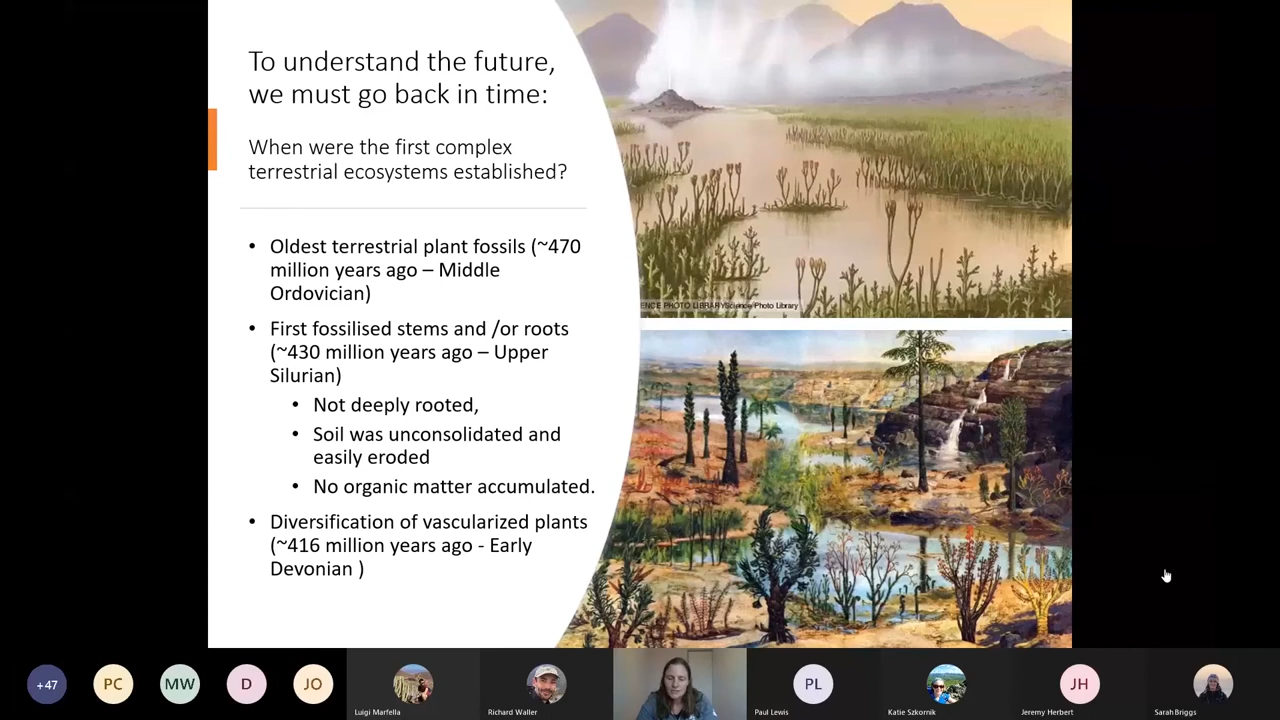 To understand the future,
we must go back in time:
When were the first complex
terrestrial ecosystems established?
• Oldest terrestrial plant fossils (~470
million years ago – Middle
Ordovician)
• First fossilised stems and /or roots
(~430 million years ago – Upper
Silurian)
• Not deeply rooted,
• Soil was unconsolidated and
easily eroded
• No organic matter accumulated.
• Diversification of vascularized plants
(~416 million years ago - Early
Devonian )
ENCE PHOTO LIBRARYScience Photo Library
+47
PC
MW
D
JO
Luigi Marfella
Richard Waller
PL
Paul Lewis
Katie Szkornik
JH
Jeremy Herbert
Sarah Briggs